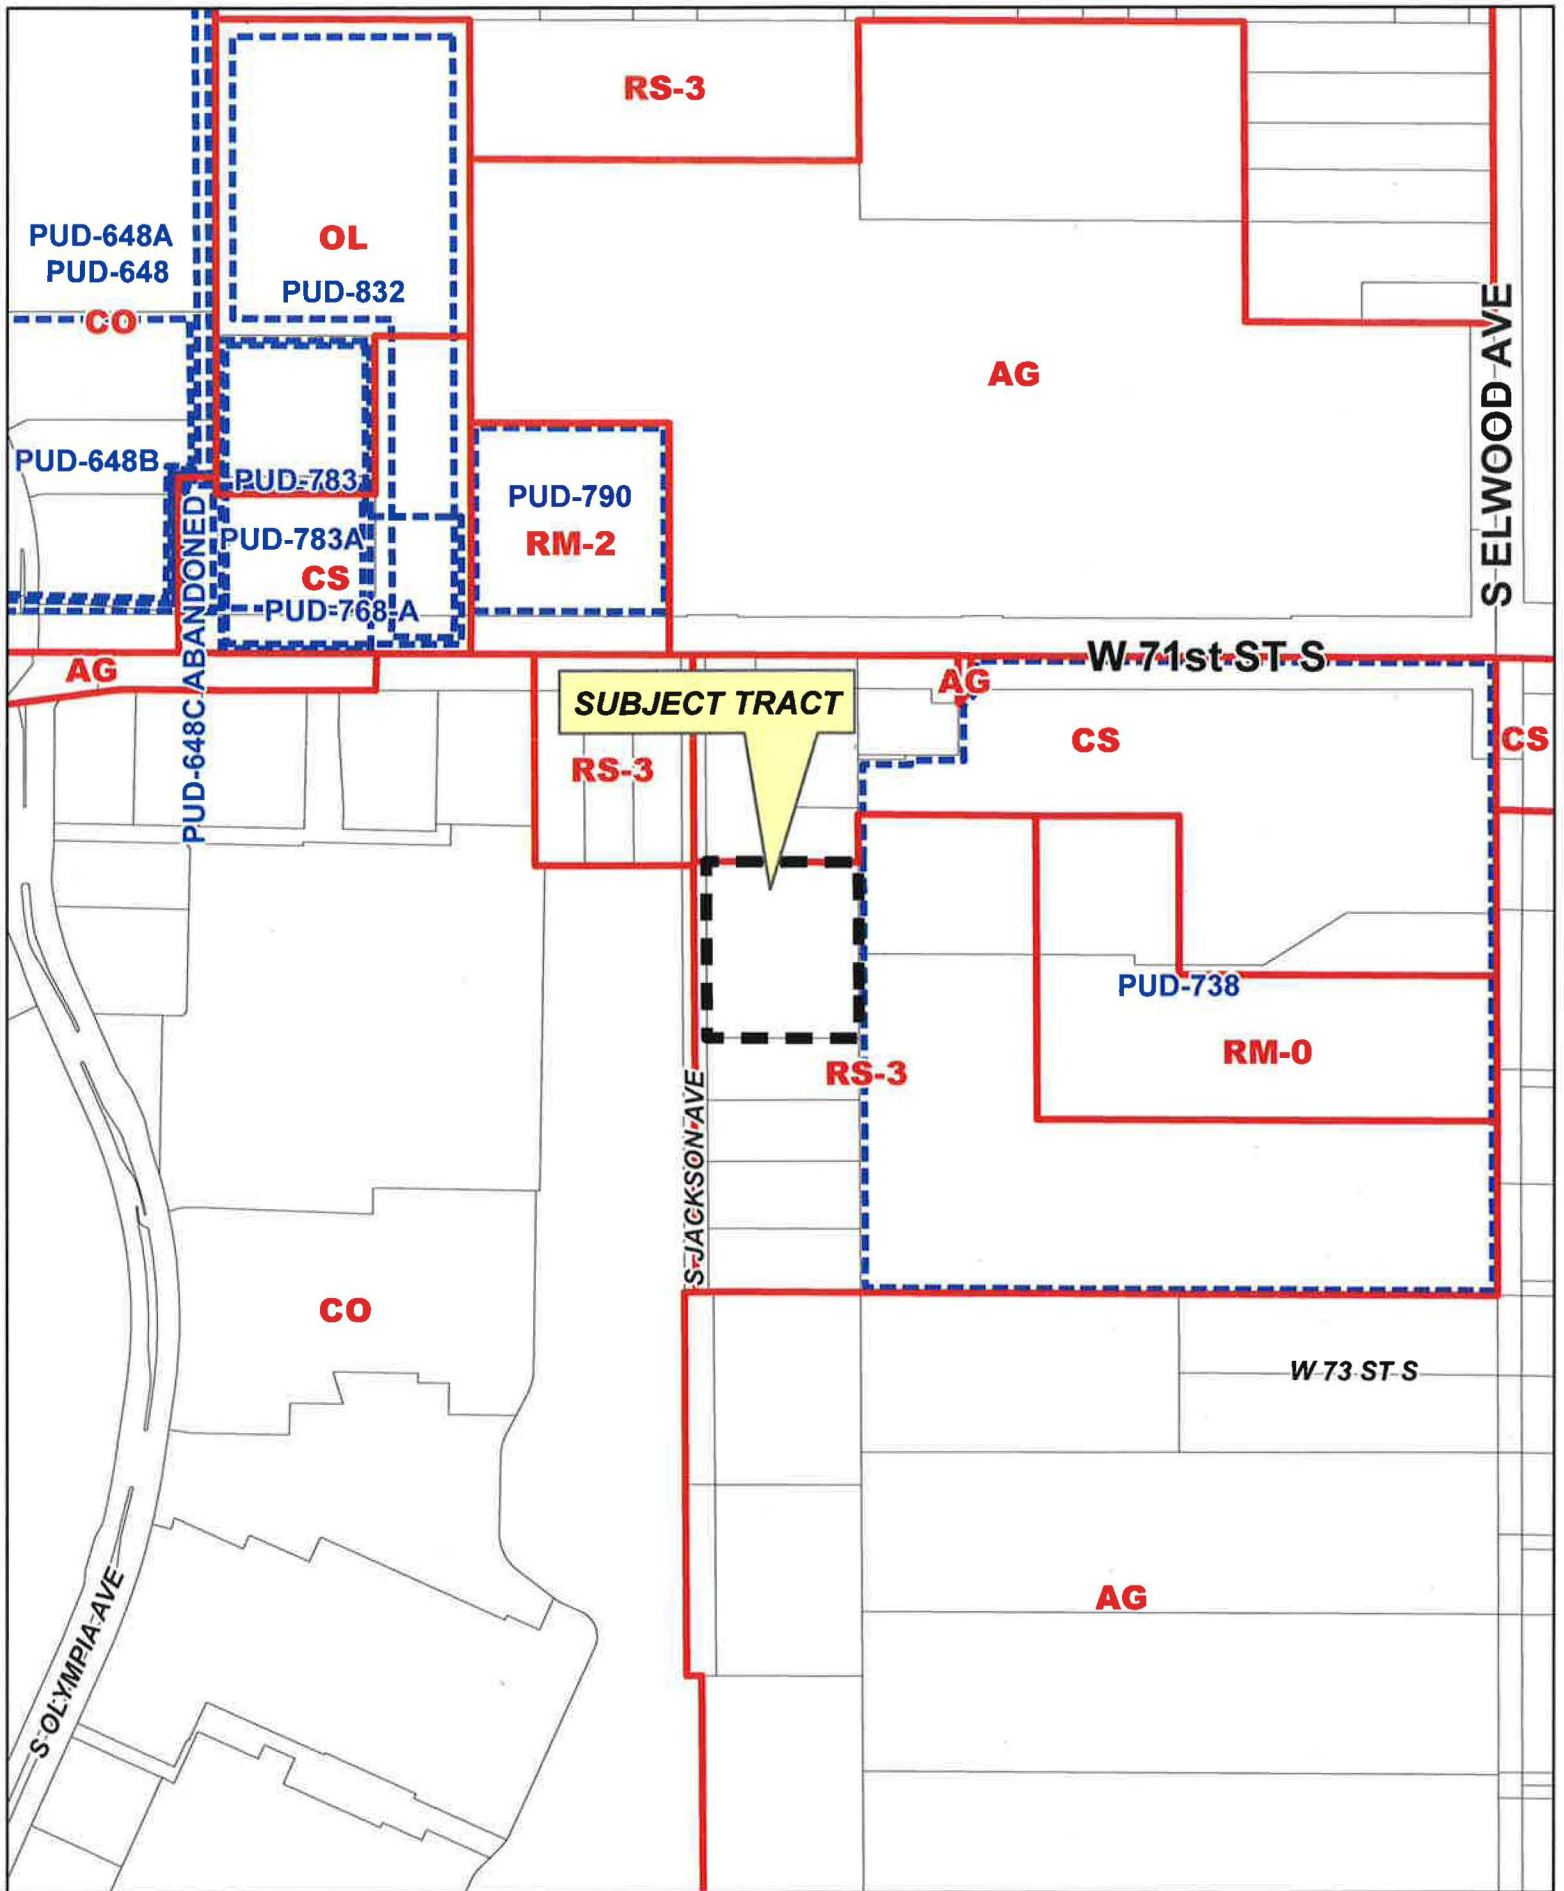 RS-3
PUD-648A
PUD-648
OL
PUD-832
CO
AG
S ELWOOD AVE
PUD-648B
PUD-783
PUD-790
PUD-783A
RM-2
CS
PUD-768-A
PUD-648C ABANDONED
W 71st ST S
AG
AG
SUBJECT TRACT
CS
CS
RS-3
PUD-738
RM-0
RS-3
S JACKSON AVE
CO
W 73 ST S
AG
S OLYMPIA AVE